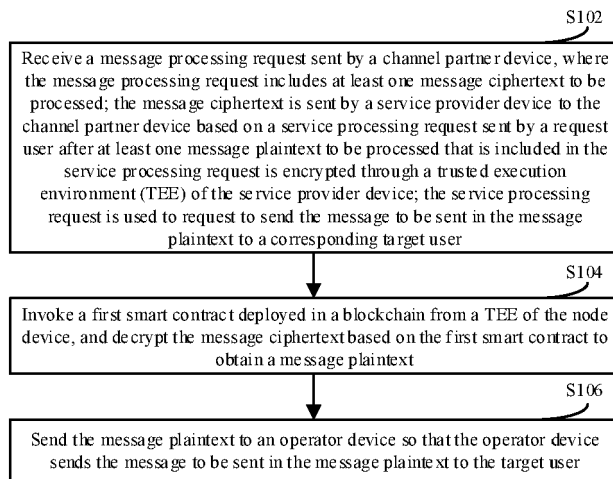 S102
Receive a message processing request sent by a channel partner device, where
the message processing request includes at least one message ciphertext to be
processed; the message ciphertext is sent by a service provider device to the
channel partner device based on a service processing request sent by a request
user after at least one message plaintext to be processed that is included in the
service processing request is encrypted through a trusted execution
environment (TEE) of the service provider device; the service processing
request is used to request to send the message to be sent in the message
plaintext to a corresponding target user
S104
Invoke a first smart contract deployed in a blockchain from a TEE of the node
device, and decrypt the message ciphertext based on the first smart contract to
obtain a message plaintext
S106
Send the message plaintext to an operator device so that the operator device
sends the message to be sent in the message plaintext to the target user